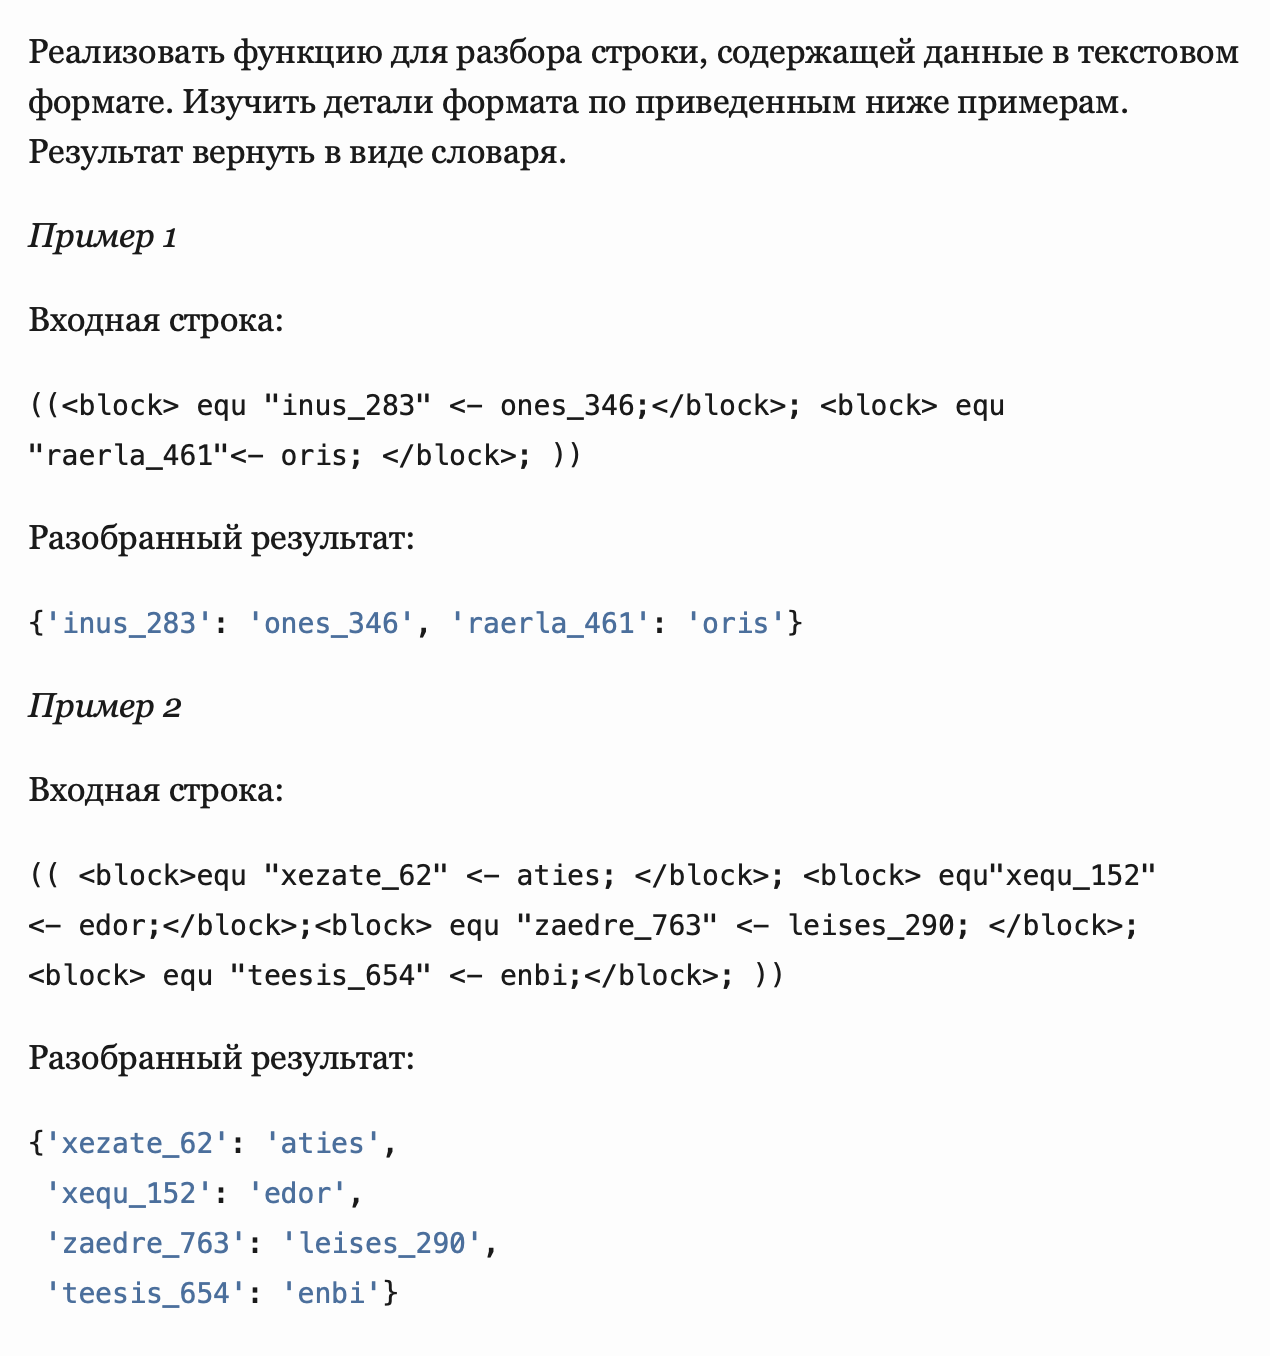 Реализовать функцию для разбора строки, содержащей данные в текстовом
формате. Изучить детали формата по приведенным ниже примерам.
Результат вернуть в виде словаря.
Пример 1
Входная строка:
((<block> equ "inus_283" <- ones_346;</block>; <block> equ
"raerla_461"<- oris; </block>; ))
Разобранный результат:
{'inus_283': 'ones_346', 'raerla_461': 'oris'}
Пример 2
Входная строка:
(( <block>equ "xezate_62" <- aties; </block>; <block> equ"xequ_152"
<- edor;</block>;<block> equ "zaedre_763" <- leises_290; </block>;
<block> equ "teesis_654" <- enbi;</block>; ))
Разобранный результат:
{'xezate_62': 'aties',
'xequ_152': 'edor',
'zaedre_763': 'leises_290',
'teesis_654': 'enbi'}